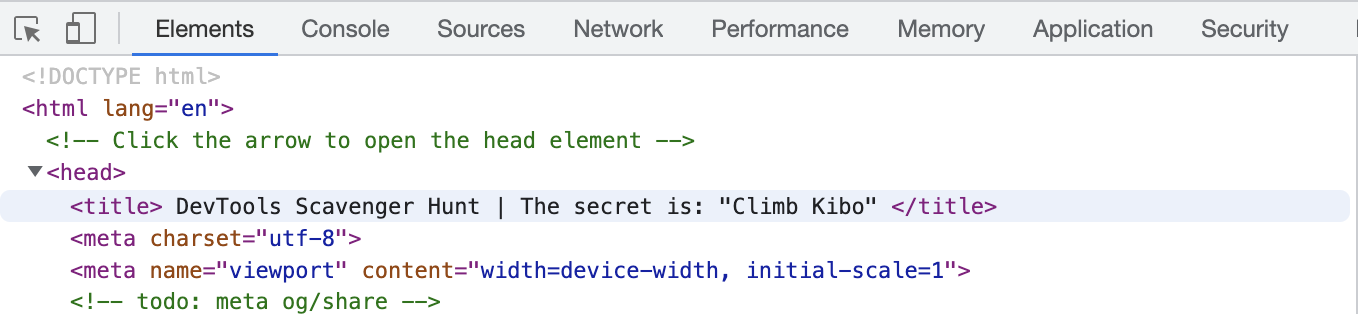 Elements Console Sources Network Performance Memory Application Security
<!DOCTYPE html>
<html lang="en">
<!-- Click the arrow to open the head element -->
<head>
<title> DevTools Scavenger Hunt | The secret is: "Climb Kibo" </title>
<meta charset="utf-8">
<meta name="viewport" content="width=device-width, initial-scale=1">
<!-- todo: meta og/share -->